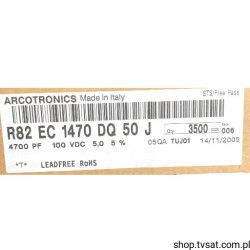 ARCOTRONICS Made in Italy
STS/Free Pass
R82 EC 1470 DQ 50 J
Qty 3500 006
4700 PF 100 VDC 5,0 5 %
05QA TUJ01 14/11/2005
"T" LEADFREE RoHS
shop.tvsat.com.pl